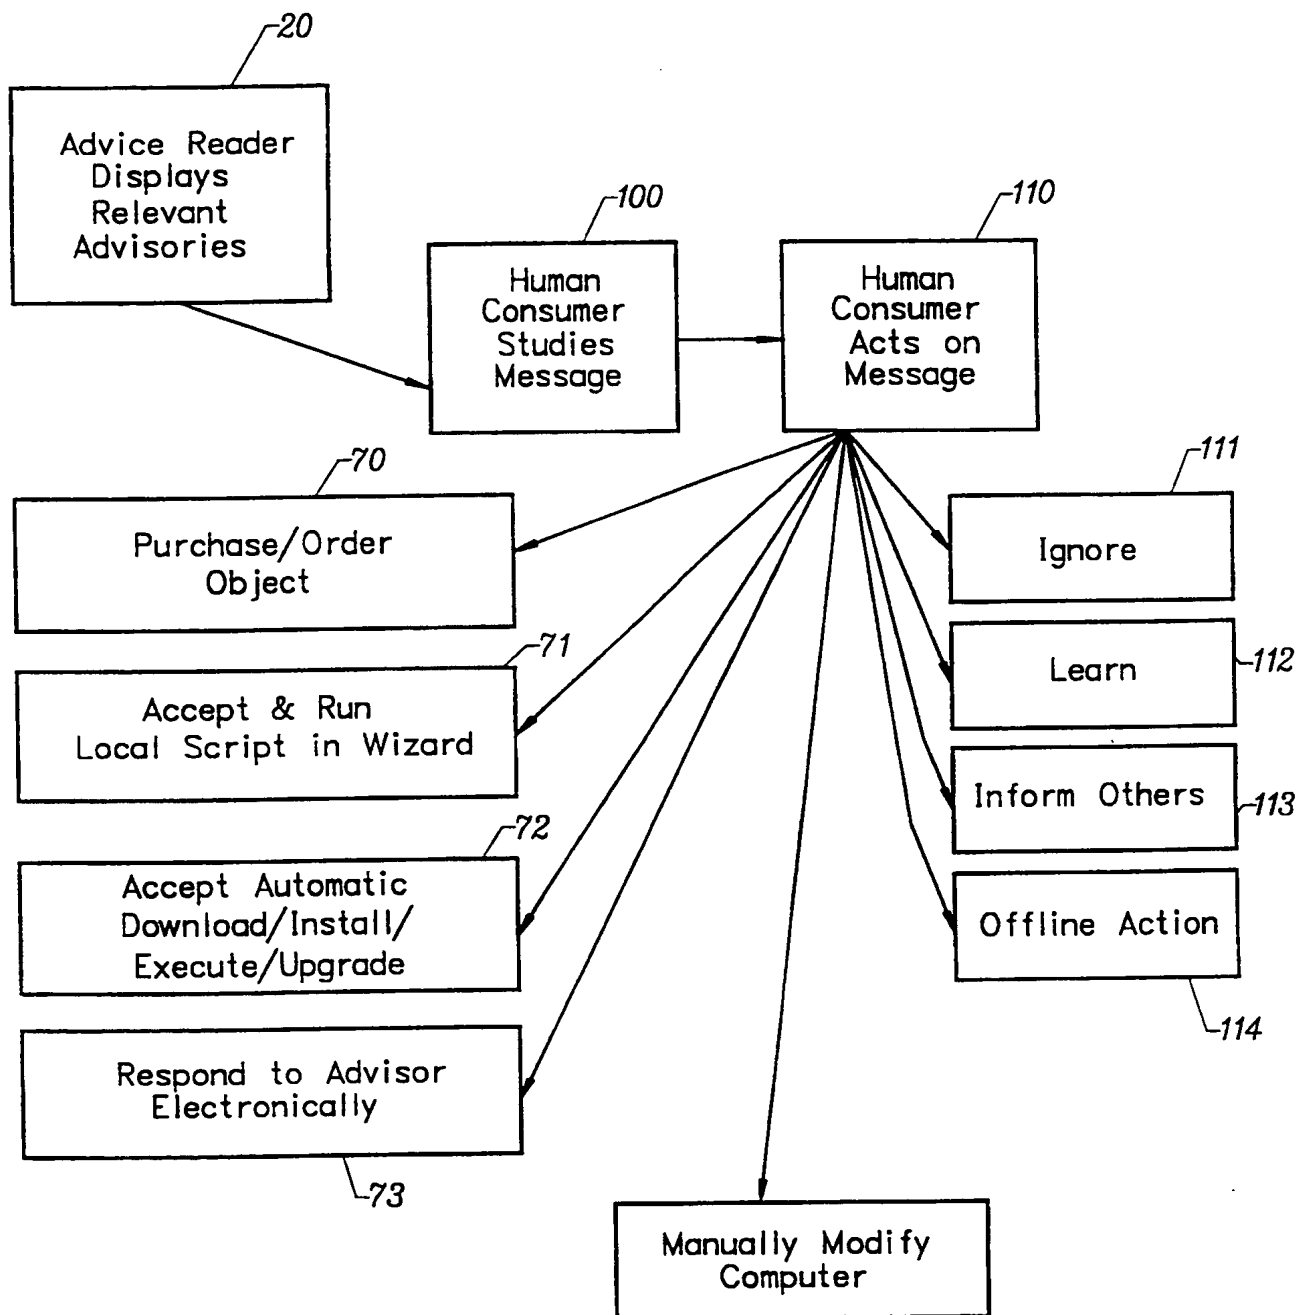 20
Advice Reader
Displays
Relevant
Advisories
100
Human
Consumer
Studies
Message
110
Human
Consumer
Acts on
Message
70
Purchase/Order
Object
71
Accept & Run
Local Script in Wizard
72
Accept Automatic
Download/Install/
Execute/Upgrade
Respond to Advisor
Electronically
73
111
Ignore
Learn
112
Inform Others
113
Offline Action
114
Manually Modify
Computer